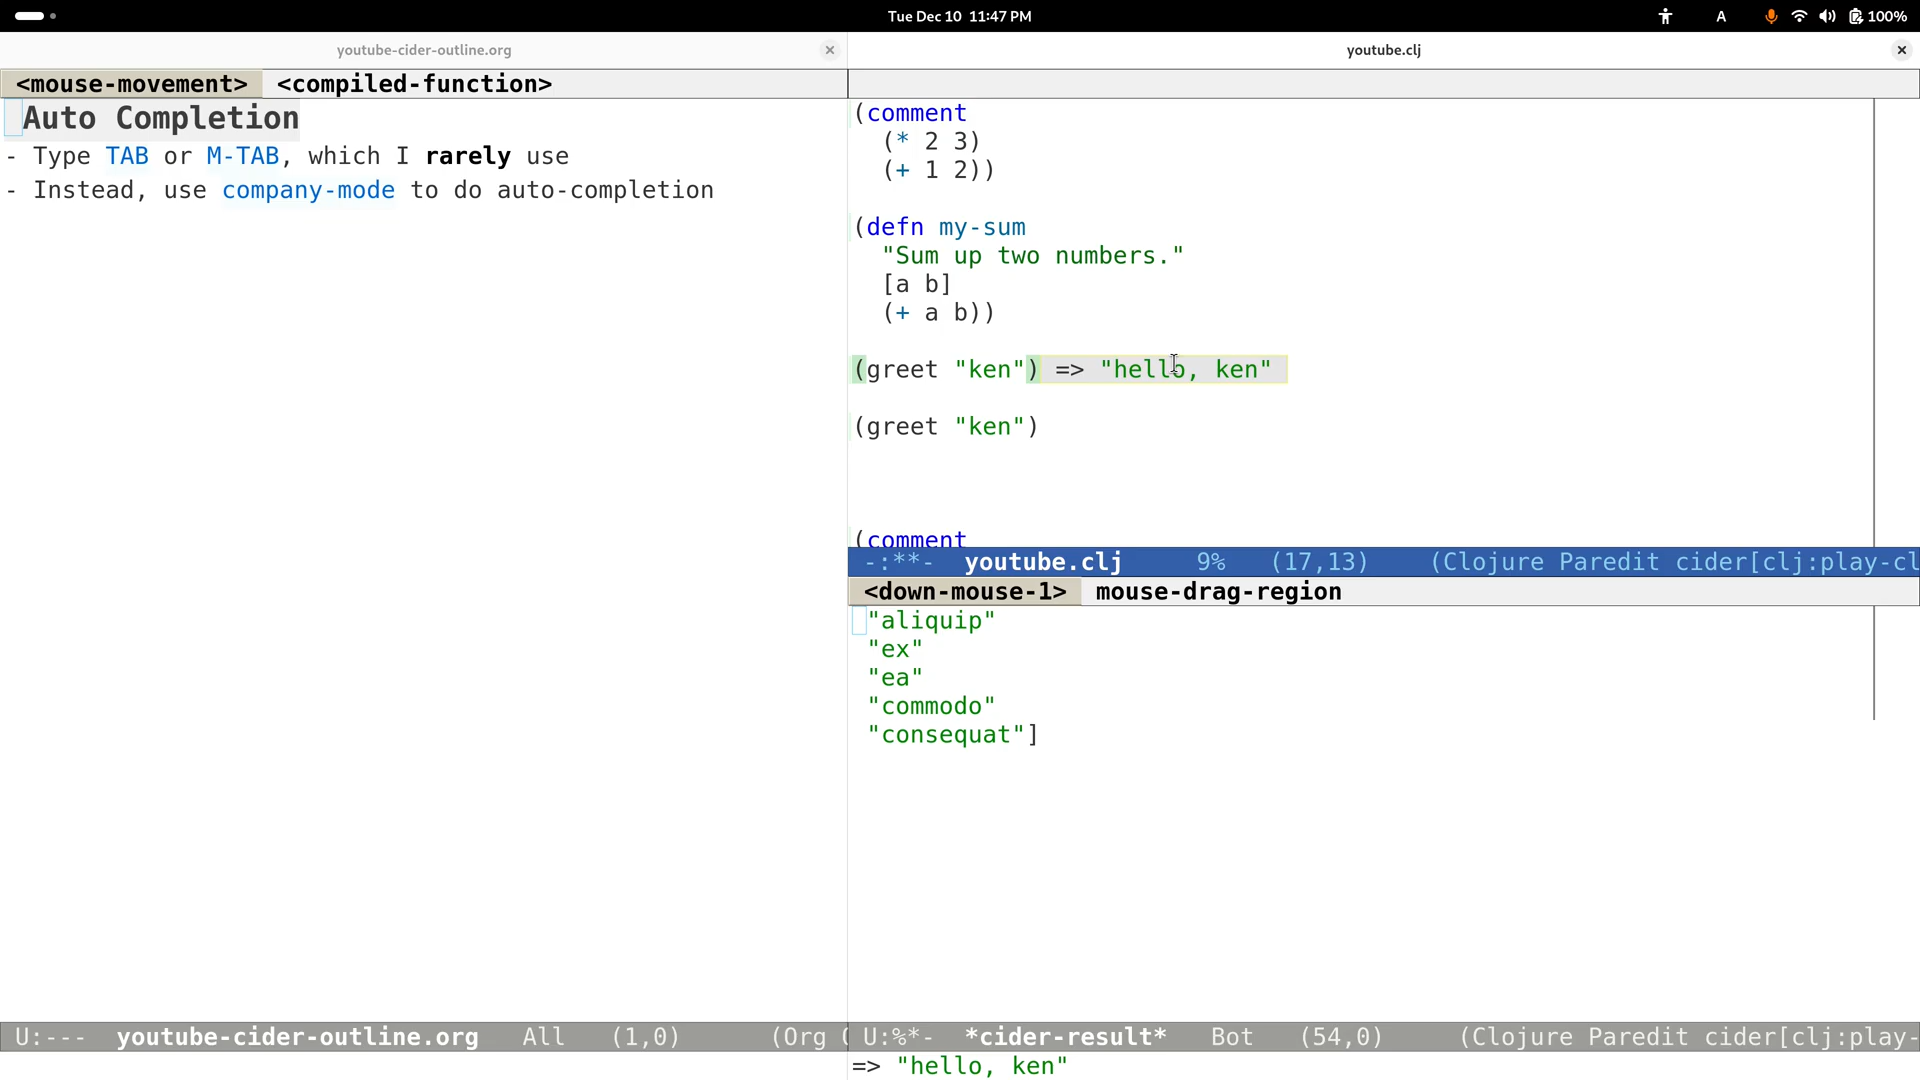 Tue Dec 10  11:47 PM
A
100%
youtube-cider-outline.org
<mouse-movement> <compiled-function>
Auto Completion
- Type TAB or M-TAB, which I rarely use
- Instead, use company-mode to do auto-completion
U:---  youtube-cider-outline.org   All   (1,0)      (Org
youtube.clj
(comment
  (* 2 3)
  (+ 1 2))
(defn my-sum
  "Sum up two numbers."
  [a b]
  (+ a b))
(greet "ken") => "hello, ken"
(greet "ken")
(comment
-:**-  youtube.clj     9%   (17,13)    (Clojure Paredit cider[clj:play-cl
<down-mouse-1> mouse-drag-region
"aliquip"
"ex"
"ea"
"commodo"
"consequat"]
U:%*-  *cider-result*   Bot   (54,0)     (Clojure Paredit cider[clj:play-
=> "hello, ken"